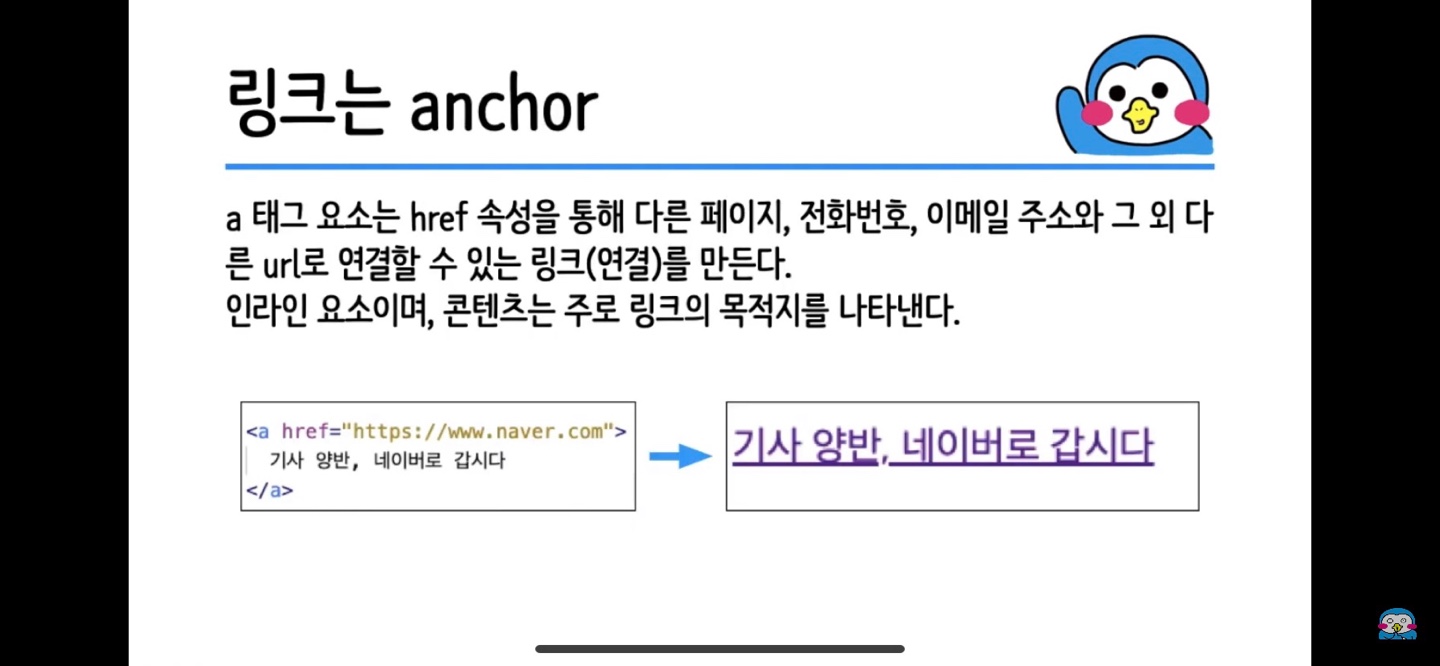 링크는 anchor
a 태그 요소는 href 속성을 통해 다른 페이지, 전화번호, 이메일 주소와 그 외 다
른 url로 연결할 수 있는 링크(연결)를 만든다.
인라인 요소이며, 콘텐츠는 주로 링크의 목적지를 나타낸다.
<a href="https://www.naver.com">
기사 양반, 네이버로 갑시다
</a>
기사 양반, 네이버로 갑시다